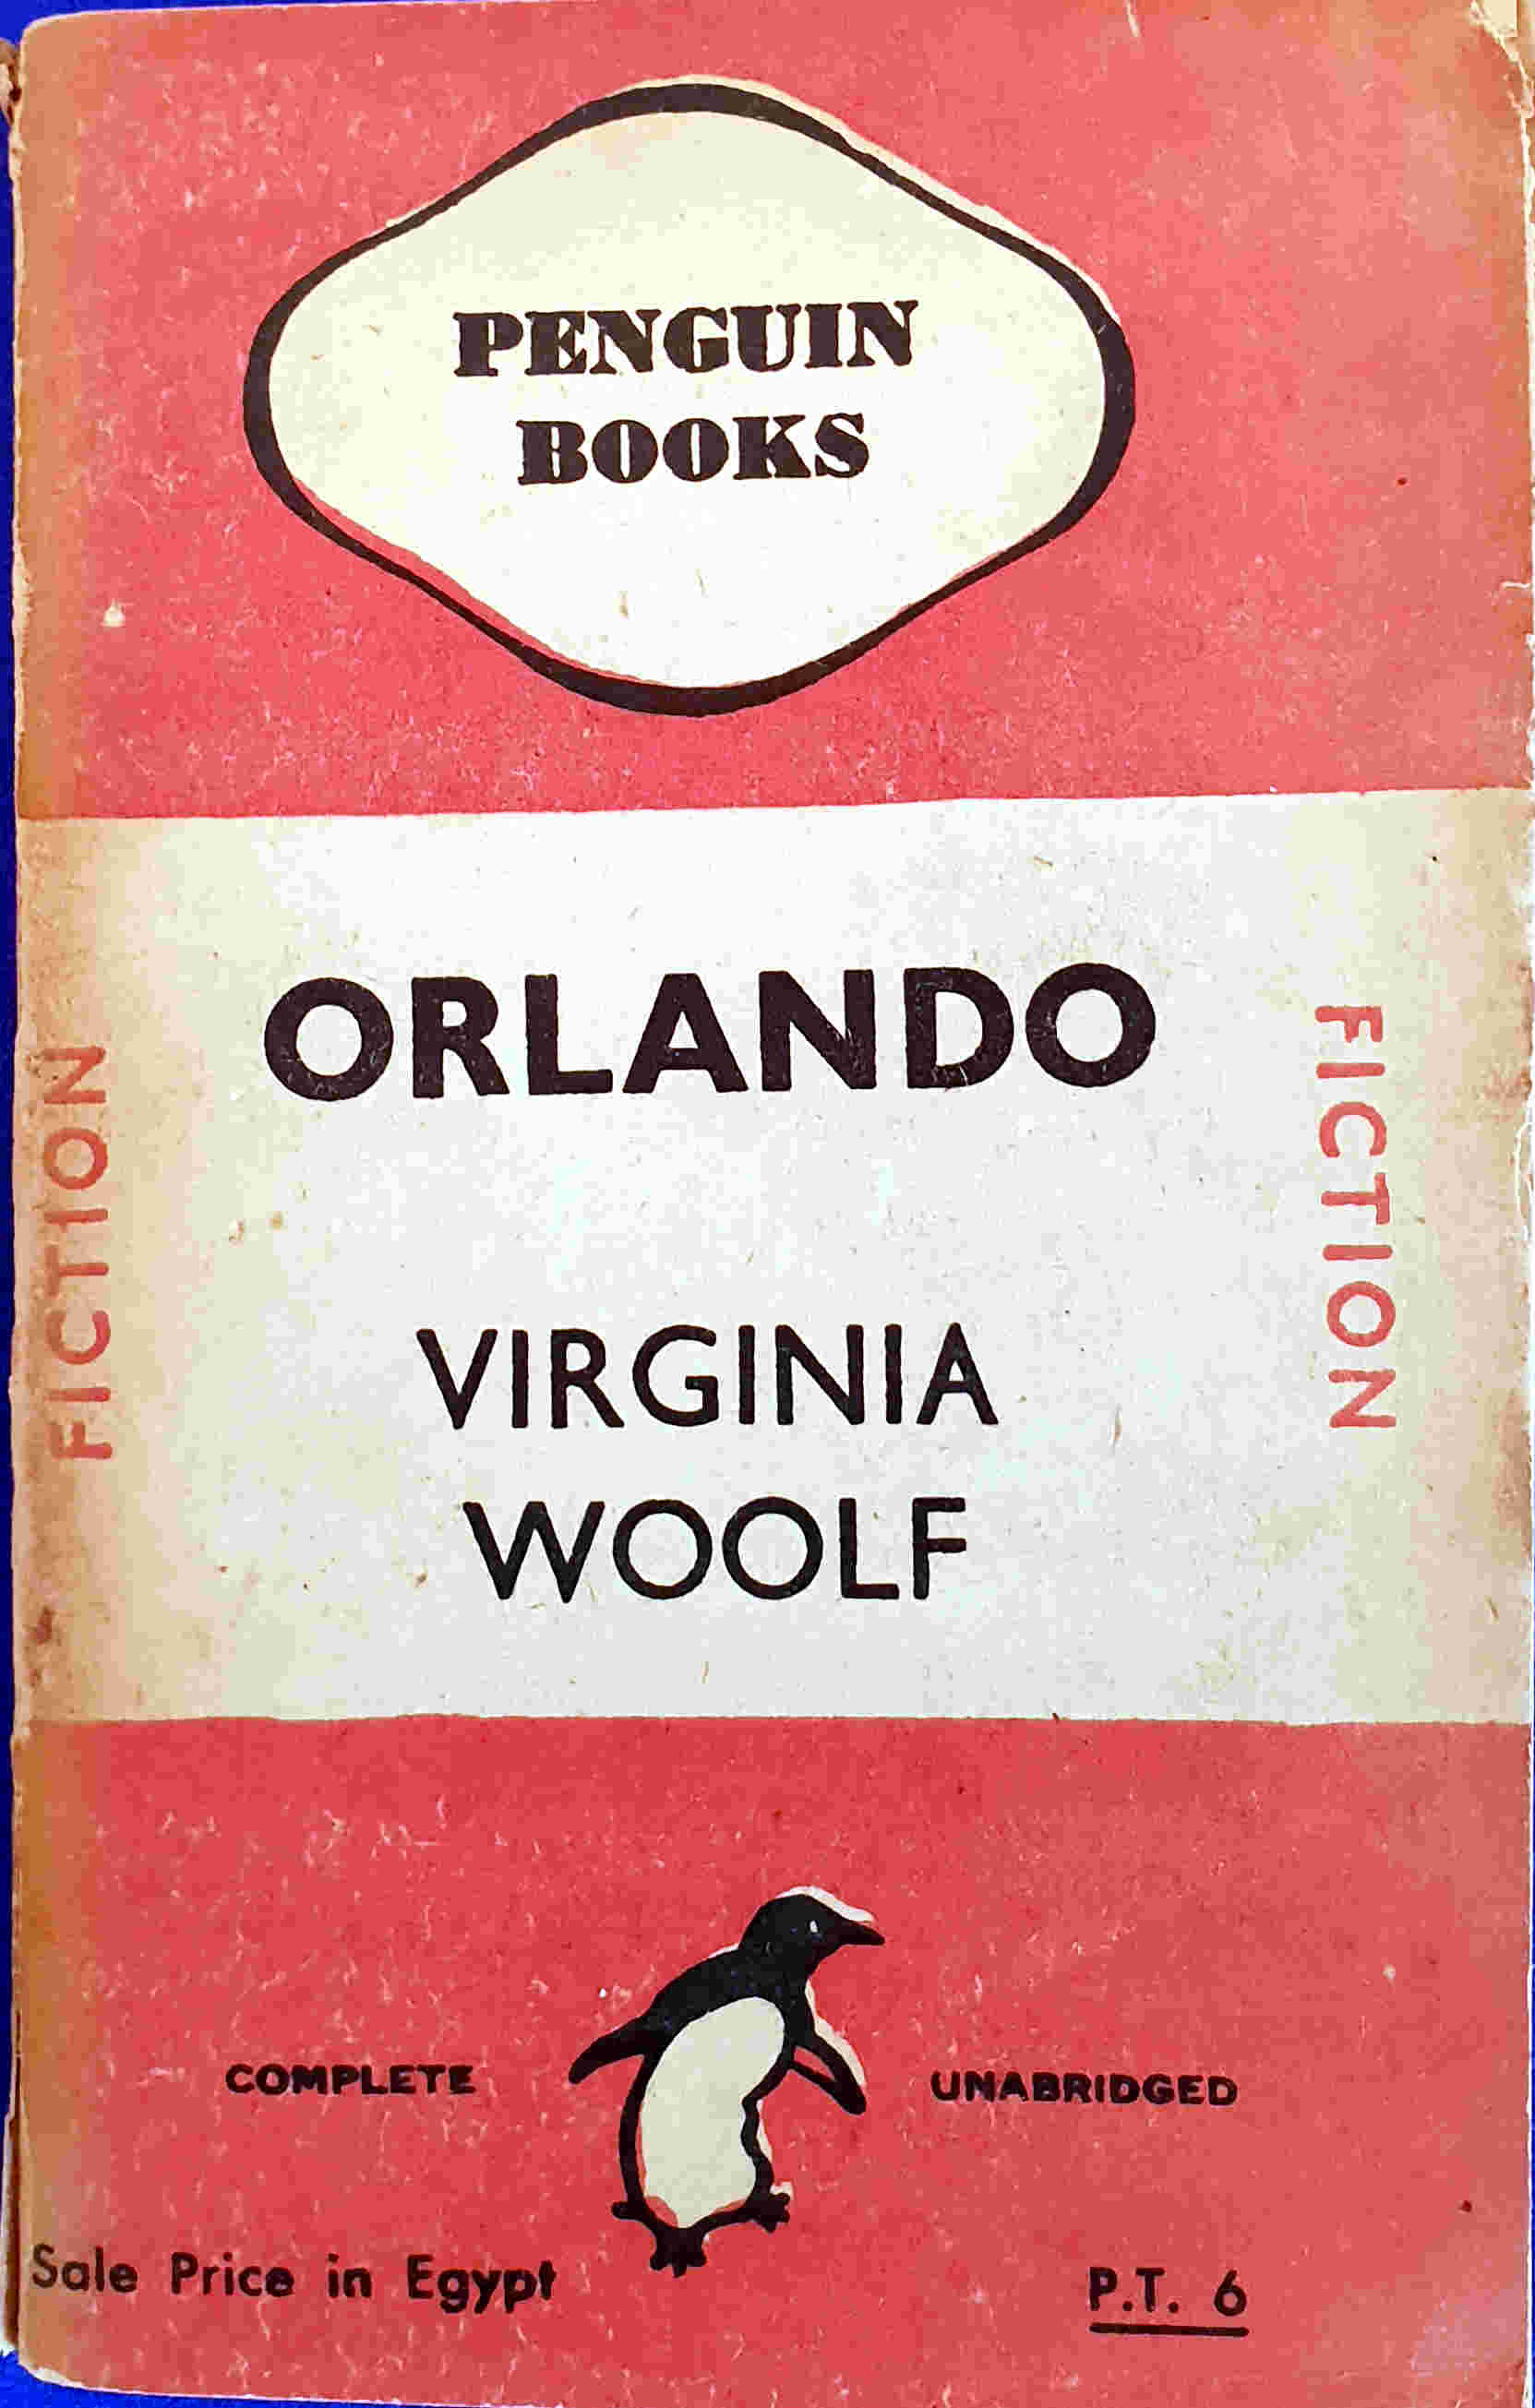 PENGUIN
BOOKS
ORLANDO
FICTION
FICTION
VIRGINIA
WOOLF
COMPLETE
UNABRIDGED
Sale Price in Egypt
P.T. 6